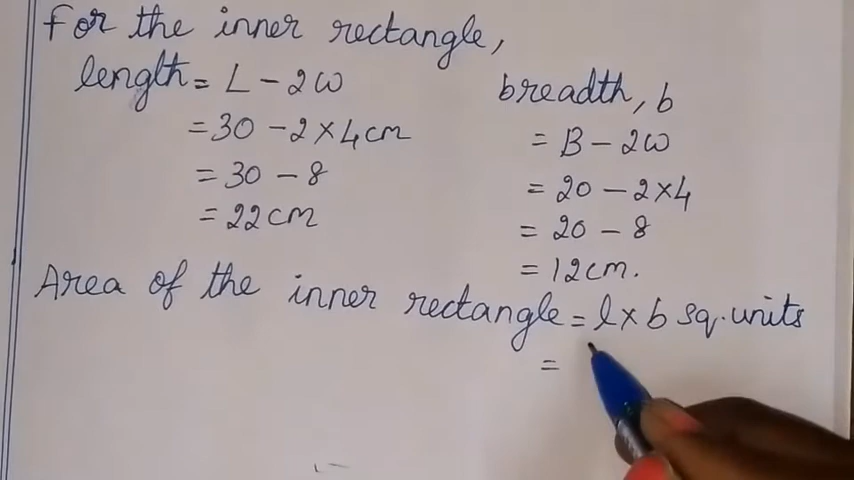 For the inner rectangle,
length = L - 2w
= 30 - 2 × 4 cm
= 30 - 8
= 22 cm
breadth, b
= B - 2w
= 20 - 2 × 4
= 20 - 8
= 12 cm.
Area of the inner rectangle = l × b sq. units
=